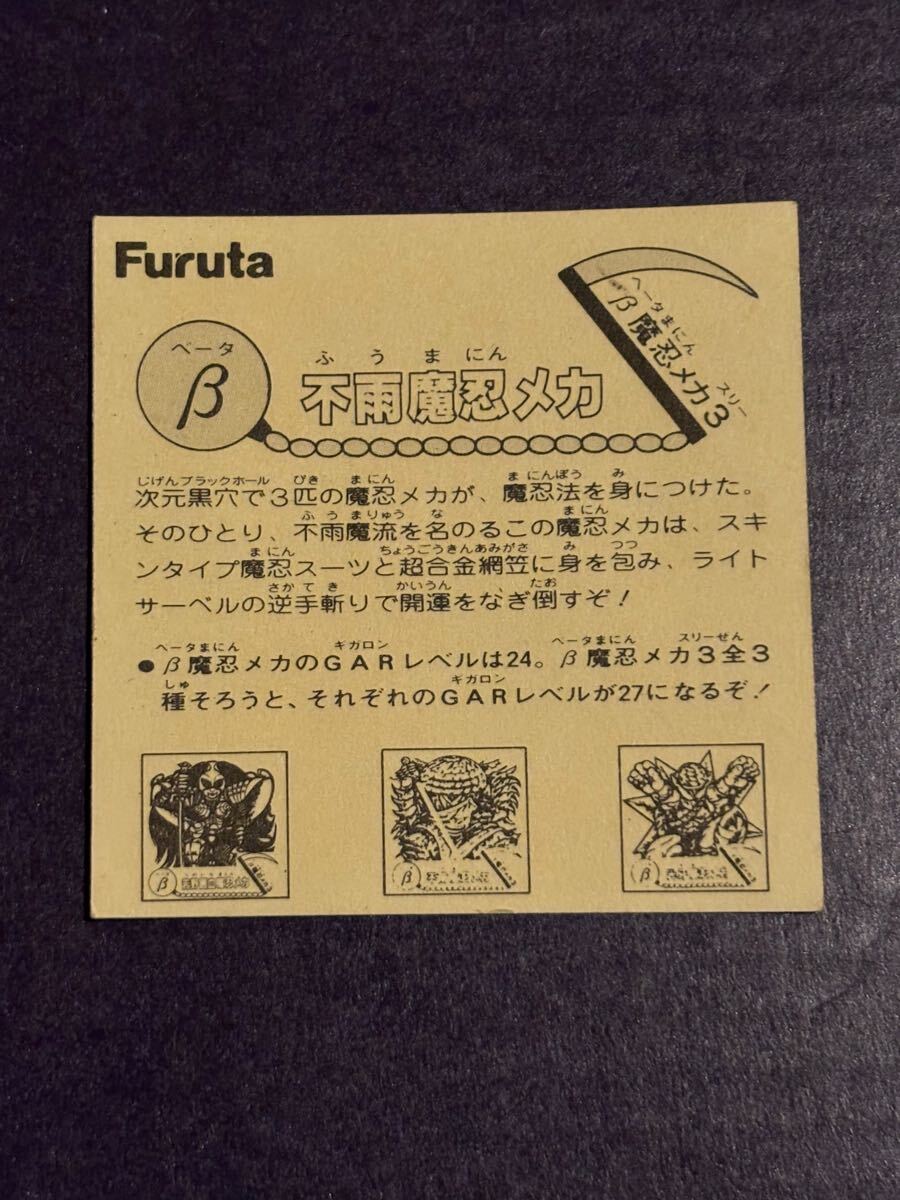 Furuta
ベータ
β
ふうまにん
不雨魔忍メカ
ベータまにん スリー
β魔忍メカ3
じげんブラックホール びき まにん まにんぽう み
次元黒穴で3匹の魔忍メカが、魔忍法を身につけた。
ふうまりゅう な まにん
そのひとり、不雨魔流を名のるこの魔忍メカは、スキ
まにん ちょうごうきんあみがさ み つつ
ンタイプ魔忍スーツと超合金網笠に身を包み、ライト
さかてき かいうん たお
サーベルの逆手斬りで開運をなぎ倒すぞ!
ベータまにん ギガロン ベータまにん スリーぜん
●β魔忍メカのGARレベルは24。β魔忍メカ3全3
しゅ ギガロン
種そろうと、それぞれのGARレベルが27になるぞ!
β
β
β